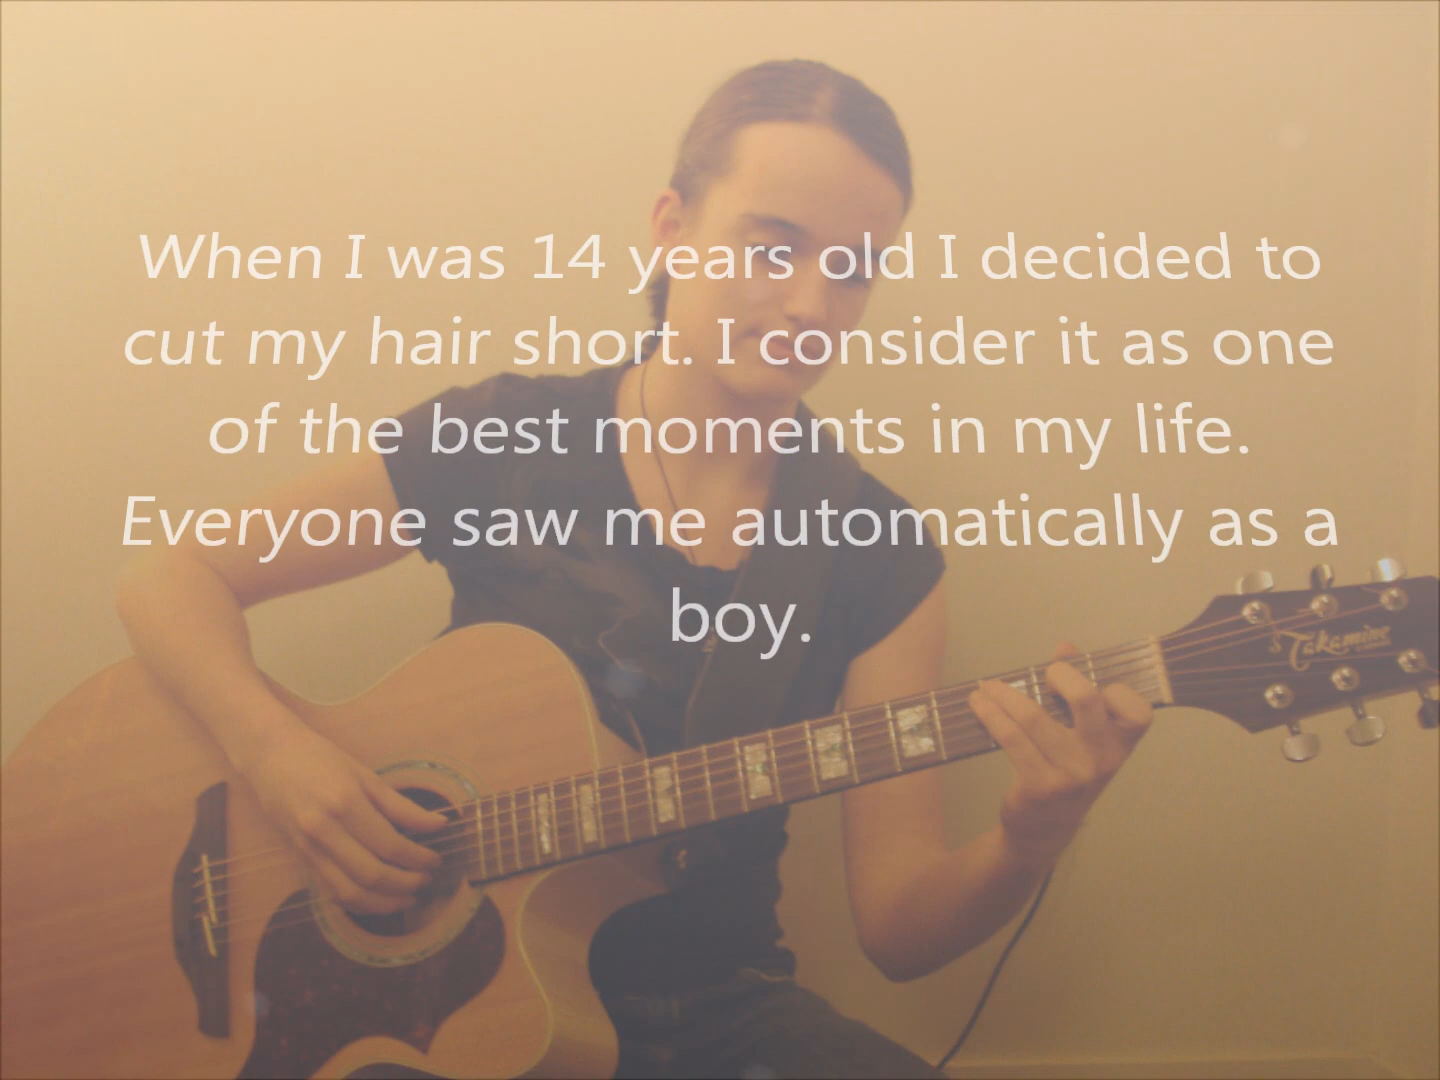 When I was 14 years old I decided to
cut my hair short. I consider it as one
of the best moments in my life.
Everyone saw me automatically as a
boy.
Takamine